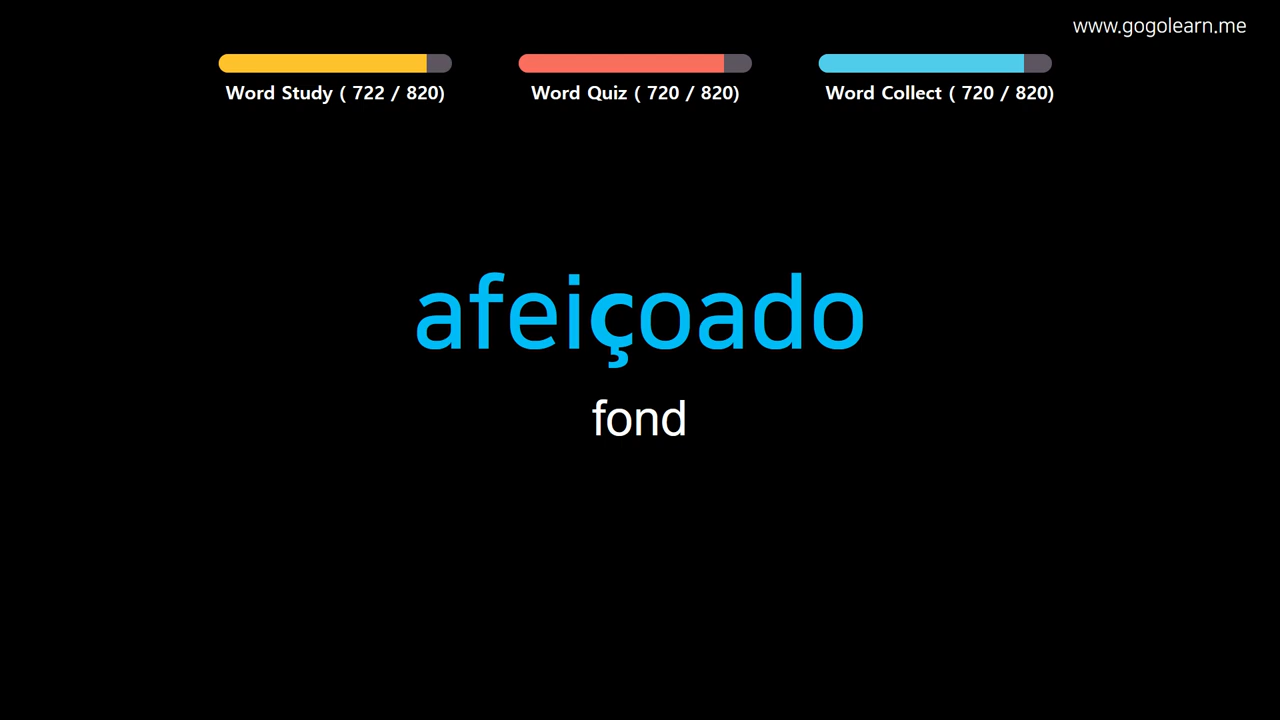 www.gogolearn.me
Word Study ( 722 / 820)
Word Quiz ( 720 / 820)
Word Collect ( 720 / 820)
afeiçoado
fond